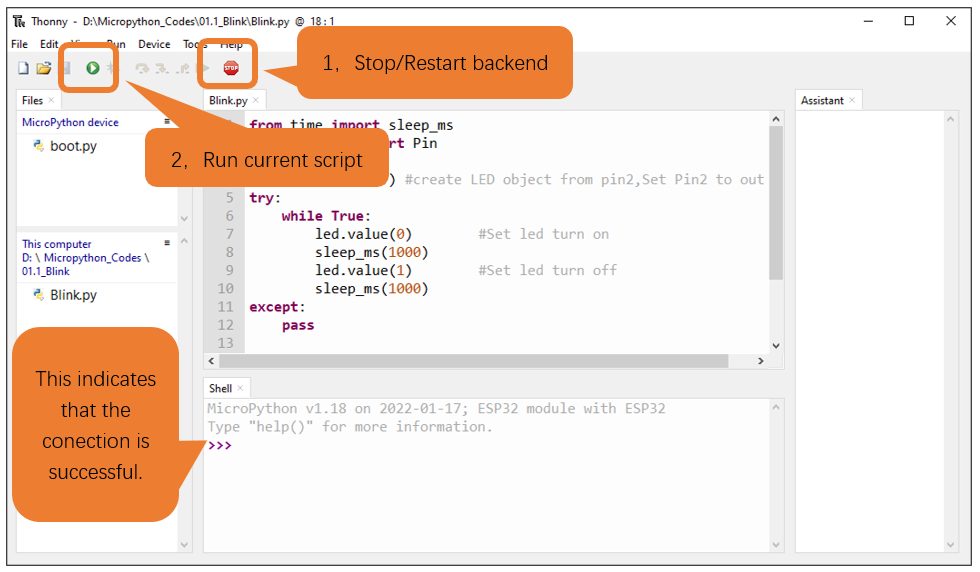 Thonny - D:\Micropython_Codes\01.1_Blink\Blink.py @ 18:1
File Edit Run Device Tools Help
STOP
1, Stop/Restart backend
Files ×
Blink.py ×
Assistant ×
MicroPython device
boot.py
2, Run current script
from time import sleep_ms
rt Pin
) #create LED object from pin2,Set Pin2 to out
5 try:
6 while True:
7 led.value(0) #Set led turn on
8 sleep_ms(1000)
9 led.value(1) #Set led turn off
10 sleep_ms(1000)
11 except:
12 pass
13
This computer
D: \ Micropython_Codes \
01.1_Blink
Blink.py
This indicates
that the
conection is
successful.
Shell ×
MicroPython v1.18 on 2022-01-17; ESP32 module with ESP32
Type "help()" for more information.
>>>